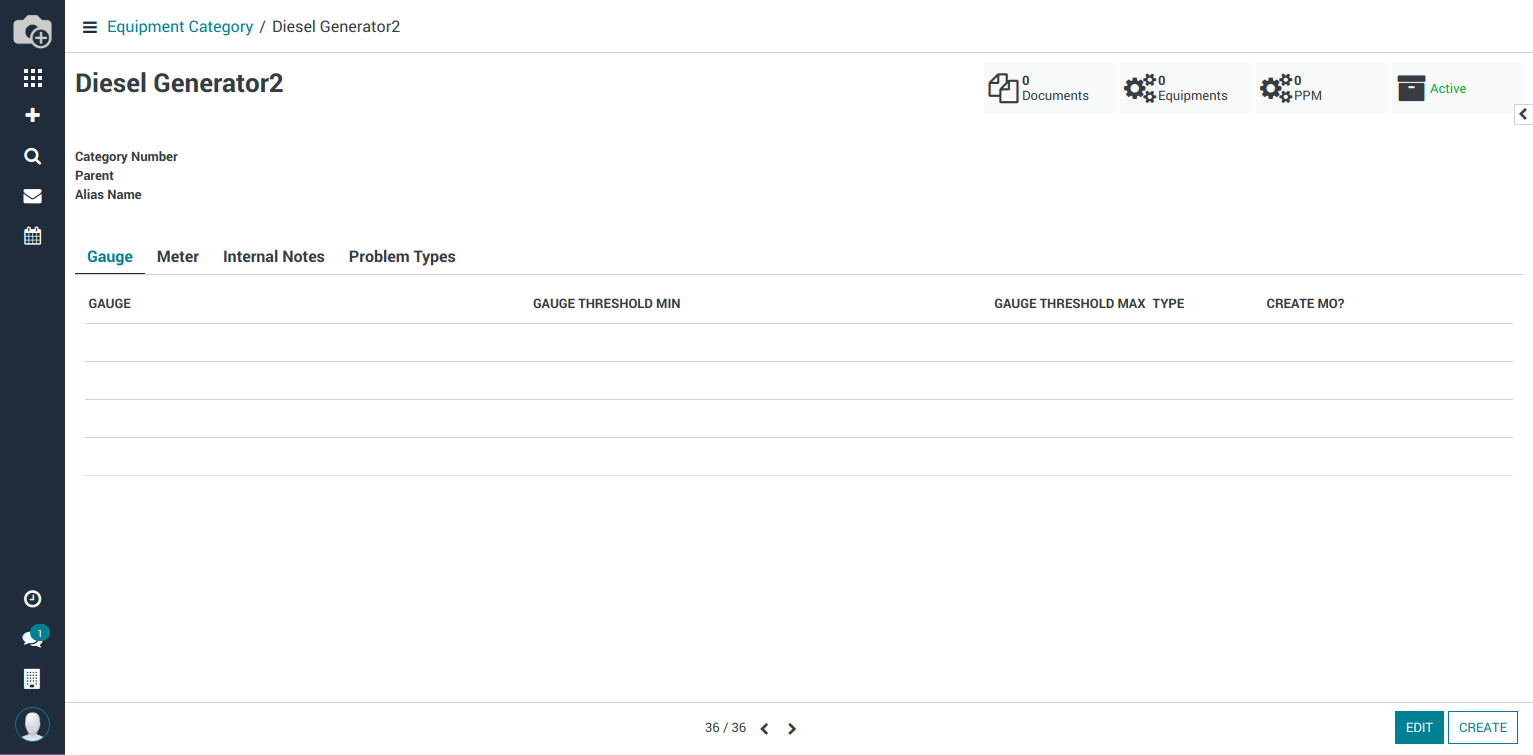 Equipment Category / Diesel Generator2
Diesel Generator2
0
Documents
0
Equipments
0
PPM
Active
Category Number
Parent
Alias Name
Gauge Meter Internal Notes Problem Types
GAUGE GAUGE THRESHOLD MIN GAUGE THRESHOLD MAX TYPE CREATE MO?
1
36 / 36
EDIT CREATE